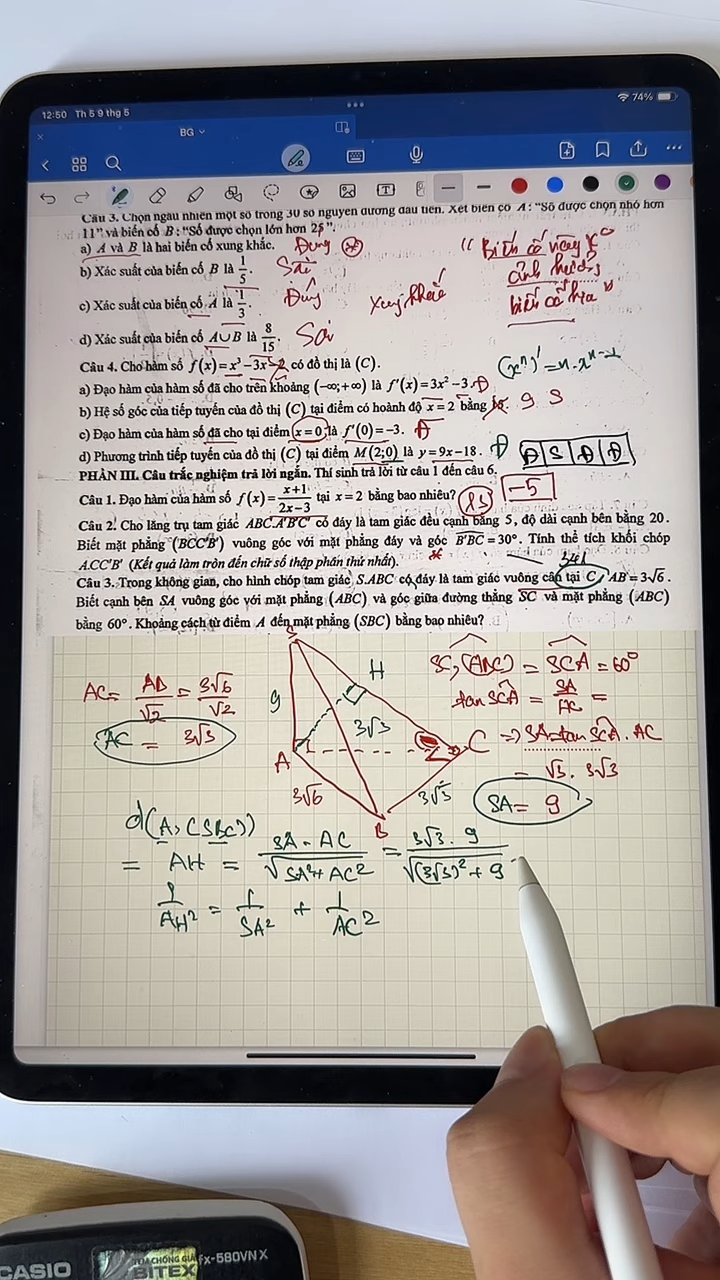 12:50 Th 5 9 thg 5
74%
BG
Câu 3. Chọn ngẫu nhiên một số trong 30 số nguyên dương đầu tiên. Xét biến cố A: "Số được chọn nhỏ hơn
11" và biến cố B: "Số được chọn lớn hơn 25".
a) A và B là hai biến cố xung khắc. Đúng
b) Xác suất của biến cố B là 1/5. Sai
c) Xác suất của biến cố A là 1/3. Đúng
Xung khắc
d) Xác suất của biến cố A∪B là 8/15. Sai
"Biến cố này K°
ảnh hưởng
biến cố kia"
Câu 4. Cho hàm số f(x) = x³ − 3x − 2 có đồ thị là (C).
(xⁿ)' = n.xⁿ⁻¹
a) Đạo hàm của hàm số đã cho trên khoảng (−∞;+∞) là f'(x) = 3x² − 3. Đ
b) Hệ số góc của tiếp tuyến của đồ thị (C) tại điểm có hoành độ x = 2 bằng 9 S
c) Đạo hàm của hàm số đã cho tại điểm x = 0 là f'(0) = −3. Đ
d) Phương trình tiếp tuyến của đồ thị (C) tại điểm M(2;0) là y = 9x − 18. Đ
Đ S Đ Đ
PHẦN III. Câu trắc nghiệm trả lời ngắn. Thí sinh trả lời từ câu 1 đến câu 6.
Câu 1. Đạo hàm của hàm số f(x) = (x+1)/(2x−3) tại x = 2 bằng bao nhiêu? −5
Câu 2. Cho lăng trụ tam giác ABC.A'B'C' có đáy là tam giác đều cạnh bằng 5, độ dài cạnh bên bằng 20.
Biết mặt phẳng (BCC'B') vuông góc với mặt phẳng đáy và góc B'BC = 30°. Tính thể tích khối chóp
A.CC'B' (Kết quả làm tròn đến chữ số thập phân thứ nhất).
Câu 3. Trong không gian, cho hình chóp tam giác S.ABC có đáy là tam giác vuông cân tại C, AB = 3√6.
Biết cạnh bên SA vuông góc với mặt phẳng (ABC) và góc giữa đường thẳng SC và mặt phẳng (ABC)
bằng 60°. Khoảng cách từ điểm A đến mặt phẳng (SBC) bằng bao nhiêu?
AC = AB/√2 = 3√6/√2
AC = 3√3
S
9
H
3√3
A
C
3√6
3√3
B
SC, (ABC) = SCA = 60°
tan SCA = SA/AC =
⇒ SA = tan SCA . AC
= √3 . 3√3
SA = 9
d(A, (SBC))
= AH = SA . AC/√(SA² + AC²) = 3√3 . 9/√((3√3)² + 9
1/AH² = 1/SA² + 1/AC²
CASIO
fx-580VN X
BITEX